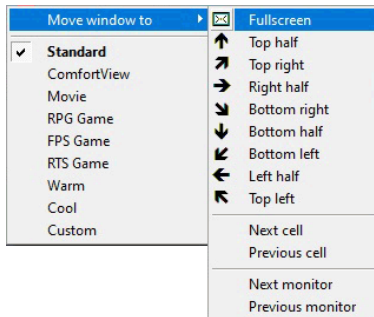 Move window to
Standard
ComfortView
Movie
RPG Game
FPS Game
RTS Game
Warm
Cool
Custom
Fullscreen
Top half
Top right
Right half
Bottom right
Bottom half
Bottom left
Left half
Top left
Next cell
Previous cell
Next monitor
Previous monitor